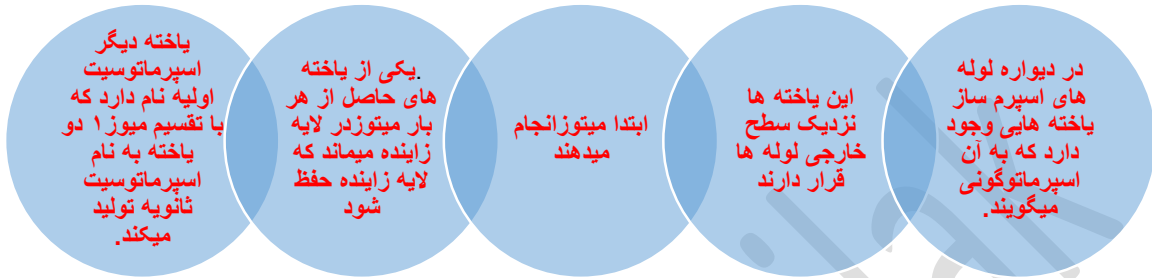 در دیواره لوله
های اسپرم ساز
یاخته هایی وجود
دارد که به آن
اسپرماتوگونی
میگویند.
این یاخته ها
نزدیک سطح
خارجی لوله ها
قرار دارند
ابتدا میتوزانجام
میدهند
.یکی از یاخته
های حاصل از هر
بار میتوزدر لایه
زاینده میماند که
لایه زاینده حفظ
شود
یاخته دیگر
اسپرماتوسیت
اولیه نام دارد که
با تقسیم میوز۱ دو
یاخته به نام
اسپرماتوسیت
ثانویه تولید
میکند.